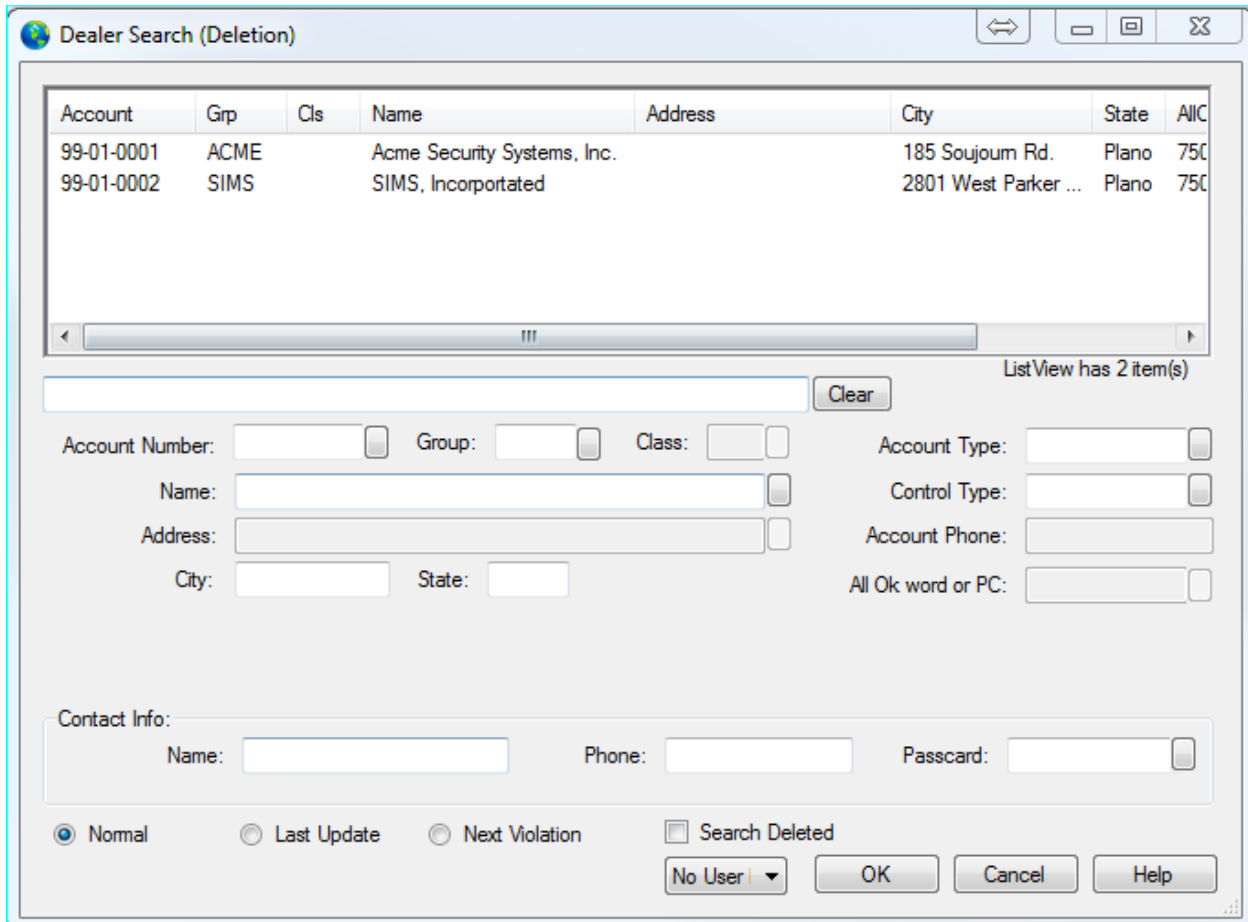 Dealer Search (Deletion)
Account Grp Cls Name Address City State AllC
99-01-0001 ACME Acme Security Systems, Inc. 185 Soujourn Rd. Plano 750
99-01-0002 SIMS SIMS, Incorportated 2801 West Parker ... Plano 750
ListView has 2 item(s)
Clear
Account Number: Group: Class: Account Type:
Name: Control Type:
Address: Account Phone:
City: State: All Ok word or PC:
Contact Info:
Name: Phone: Passcard:
Normal Last Update Next Violation Search Deleted
No User OK Cancel Help